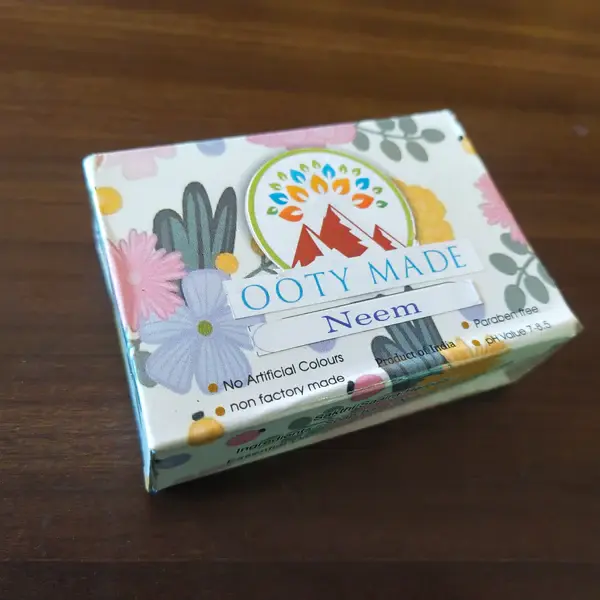 OOTY MADE
Neem
No Artificial Colours
non factory made
Product of India
Paraben free
pH Value 7-8.5